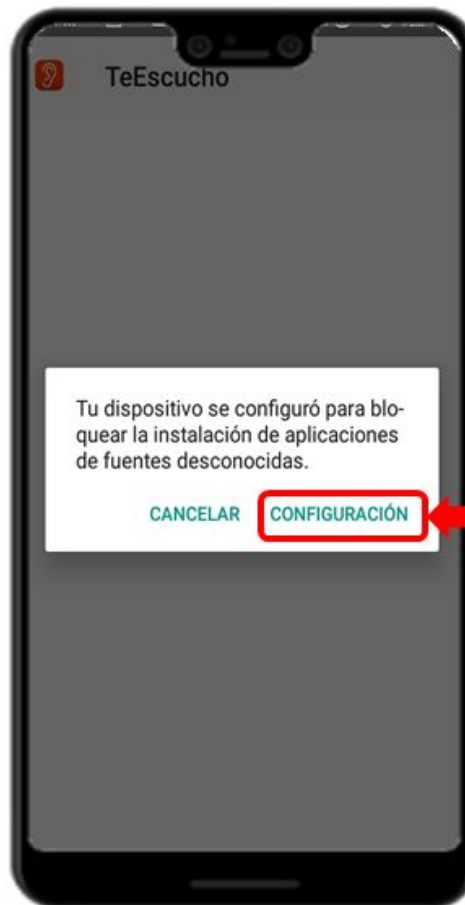 TeEscucho
Tu dispositivo se configuró para blo-
quear la instalación de aplicaciones
de fuentes desconocidas.
CANCELAR CONFIGURACIÓN